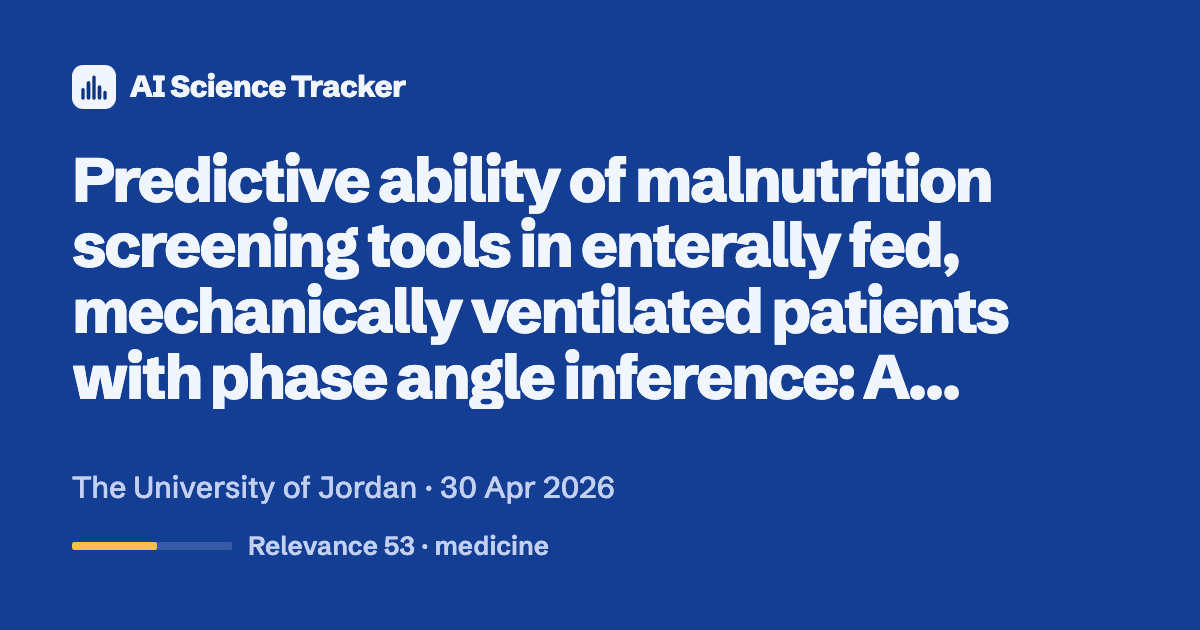 AI Science Tracker
Predictive ability of malnutrition
screening tools in enterally fed,
mechanically ventilated patients
with phase angle inference: A...
The University of Jordan · 30 Apr 2026
Relevance 53 · medicine